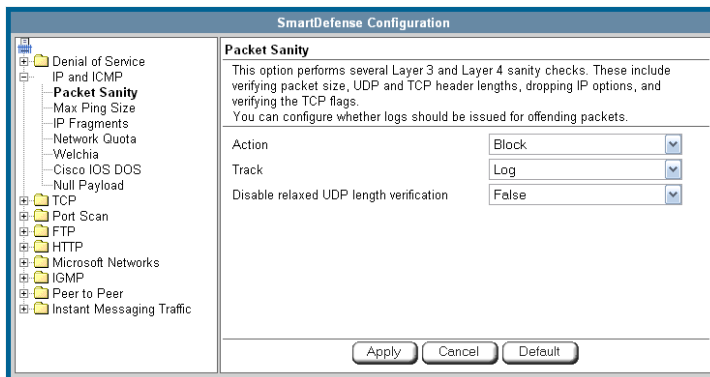 SmartDefense Configuration
Denial of Service
IP and ICMP
Packet Sanity
Max Ping Size
IP Fragments
Network Quota
Welchia
Cisco IOS DOS
Null Payload
TCP
Port Scan
FTP
HTTP
Microsoft Networks
IGMP
Peer to Peer
Instant Messaging Traffic
Packet Sanity
This option performs several Layer 3 and Layer 4 sanity checks. These include
verifying packet size, UDP and TCP header lengths, dropping IP options, and
verifying the TCP flags.
You can configure whether logs should be issued for offending packets.
Action Block
Track Log
Disable relaxed UDP length verification False
Apply Cancel Default